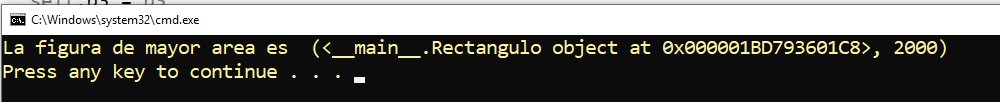 C:\Windows\system32\cmd.exe
La figura de mayor area es  (<__main__.Rectangulo object at 0x000001BD793601C8>, 2000)
Press any key to continue . . .